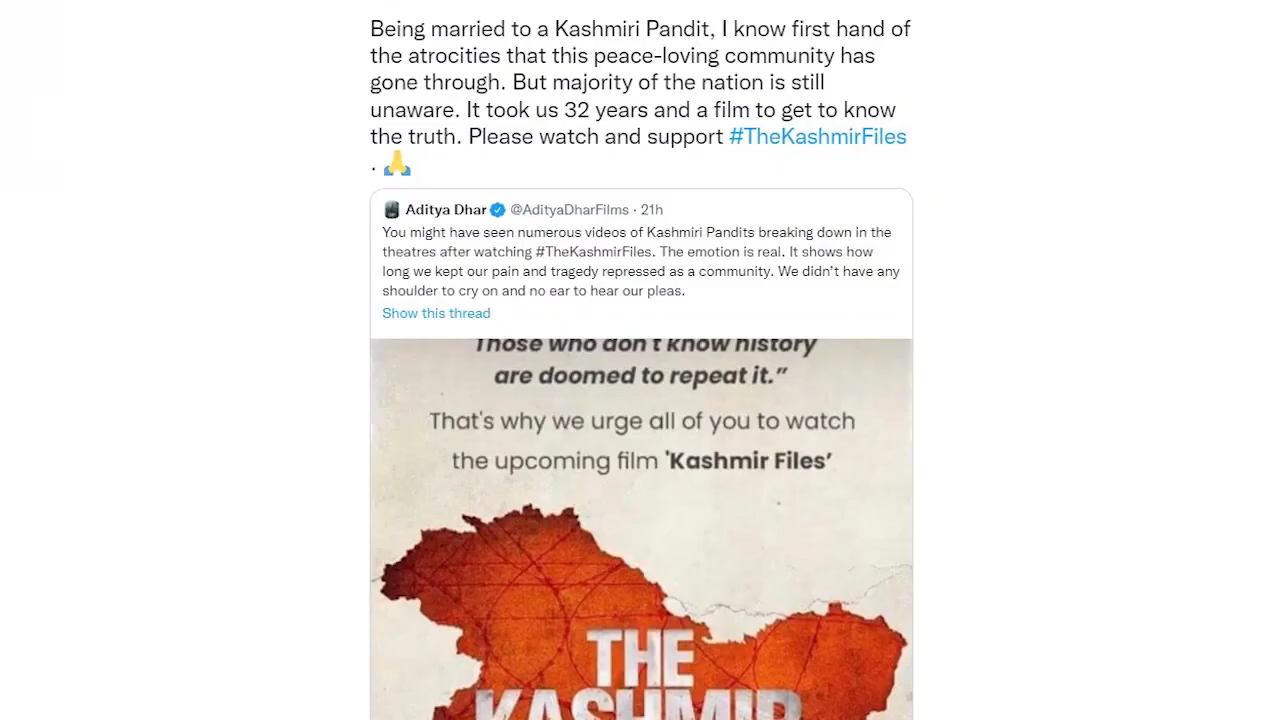 Being married to a Kashmiri Pandit, I know first hand of
the atrocities that this peace-loving community has
gone through. But majority of the nation is still
unaware. It took us 32 years and a film to get to know
the truth. Please watch and support #TheKashmirFiles
. 🙏
Aditya Dhar @AdityaDharFilms · 21h
You might have seen numerous videos of Kashmiri Pandits breaking down in the
theatres after watching #TheKashmirFiles. The emotion is real. It shows how
long we kept our pain and tragedy repressed as a community. We didn't have any
shoulder to cry on and no ear to hear our pleas.
Show this thread
Those who don't know history
are doomed to repeat it.”
That's why we urge all of you to watch
the upcoming film 'Kashmir Files’
THE
KASHMIR